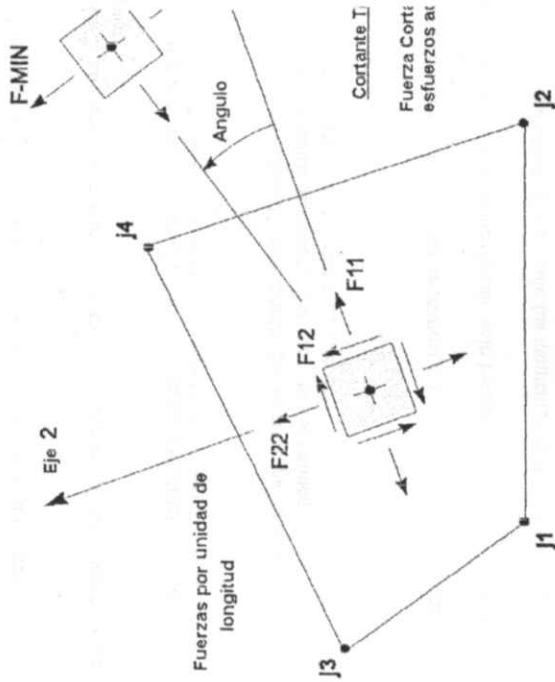 F-MIN
Eje 2
Angulo
j4
Cortante T
Fuerza Cort
esfuerzos a
F11
F12
F22
Fuerzas por unidad de
longitud
j2
j3
j1